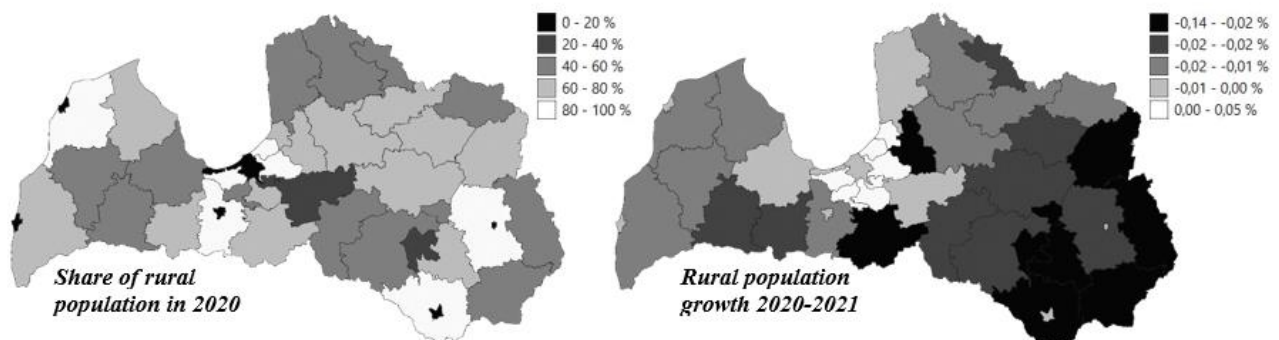 0 - 20 %
20 - 40 %
40 - 60 %
60 - 80 %
80 - 100 %
Share of rural
population in 2020
-0,14 - -0,02 %
-0,02 - -0,02 %
-0,02 - -0,01 %
-0,01 - 0,00 %
0,00 - 0,05 %
Rural population
growth 2020-2021